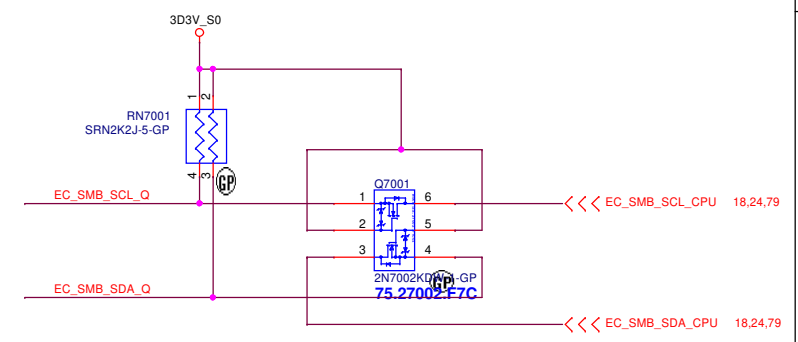 3D3V_S0
1 2
RN7001
SRN2K2J-5-GP
4 3
GP
EC_SMB_SCL_Q
Q7001
1 6
EC_SMB_SCL_CPU 18,24,79
2 5
3 4
2N7002KDW-1-GP
GP
75.27002.F7C
EC_SMB_SDA_Q
EC_SMB_SDA_CPU 18,24,79